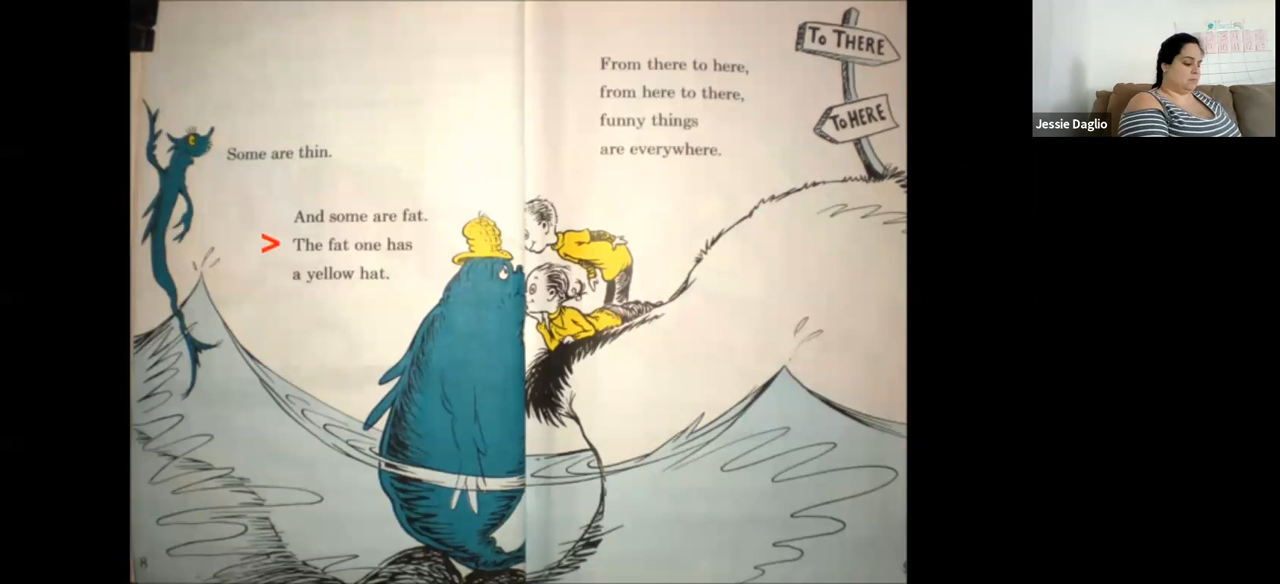 Some are thin.
And some are fat.
> The fat one has
a yellow hat.
8
From there to here,
from here to there,
funny things
are everywhere.
TO THERE
TO HERE
Jessie Daglio